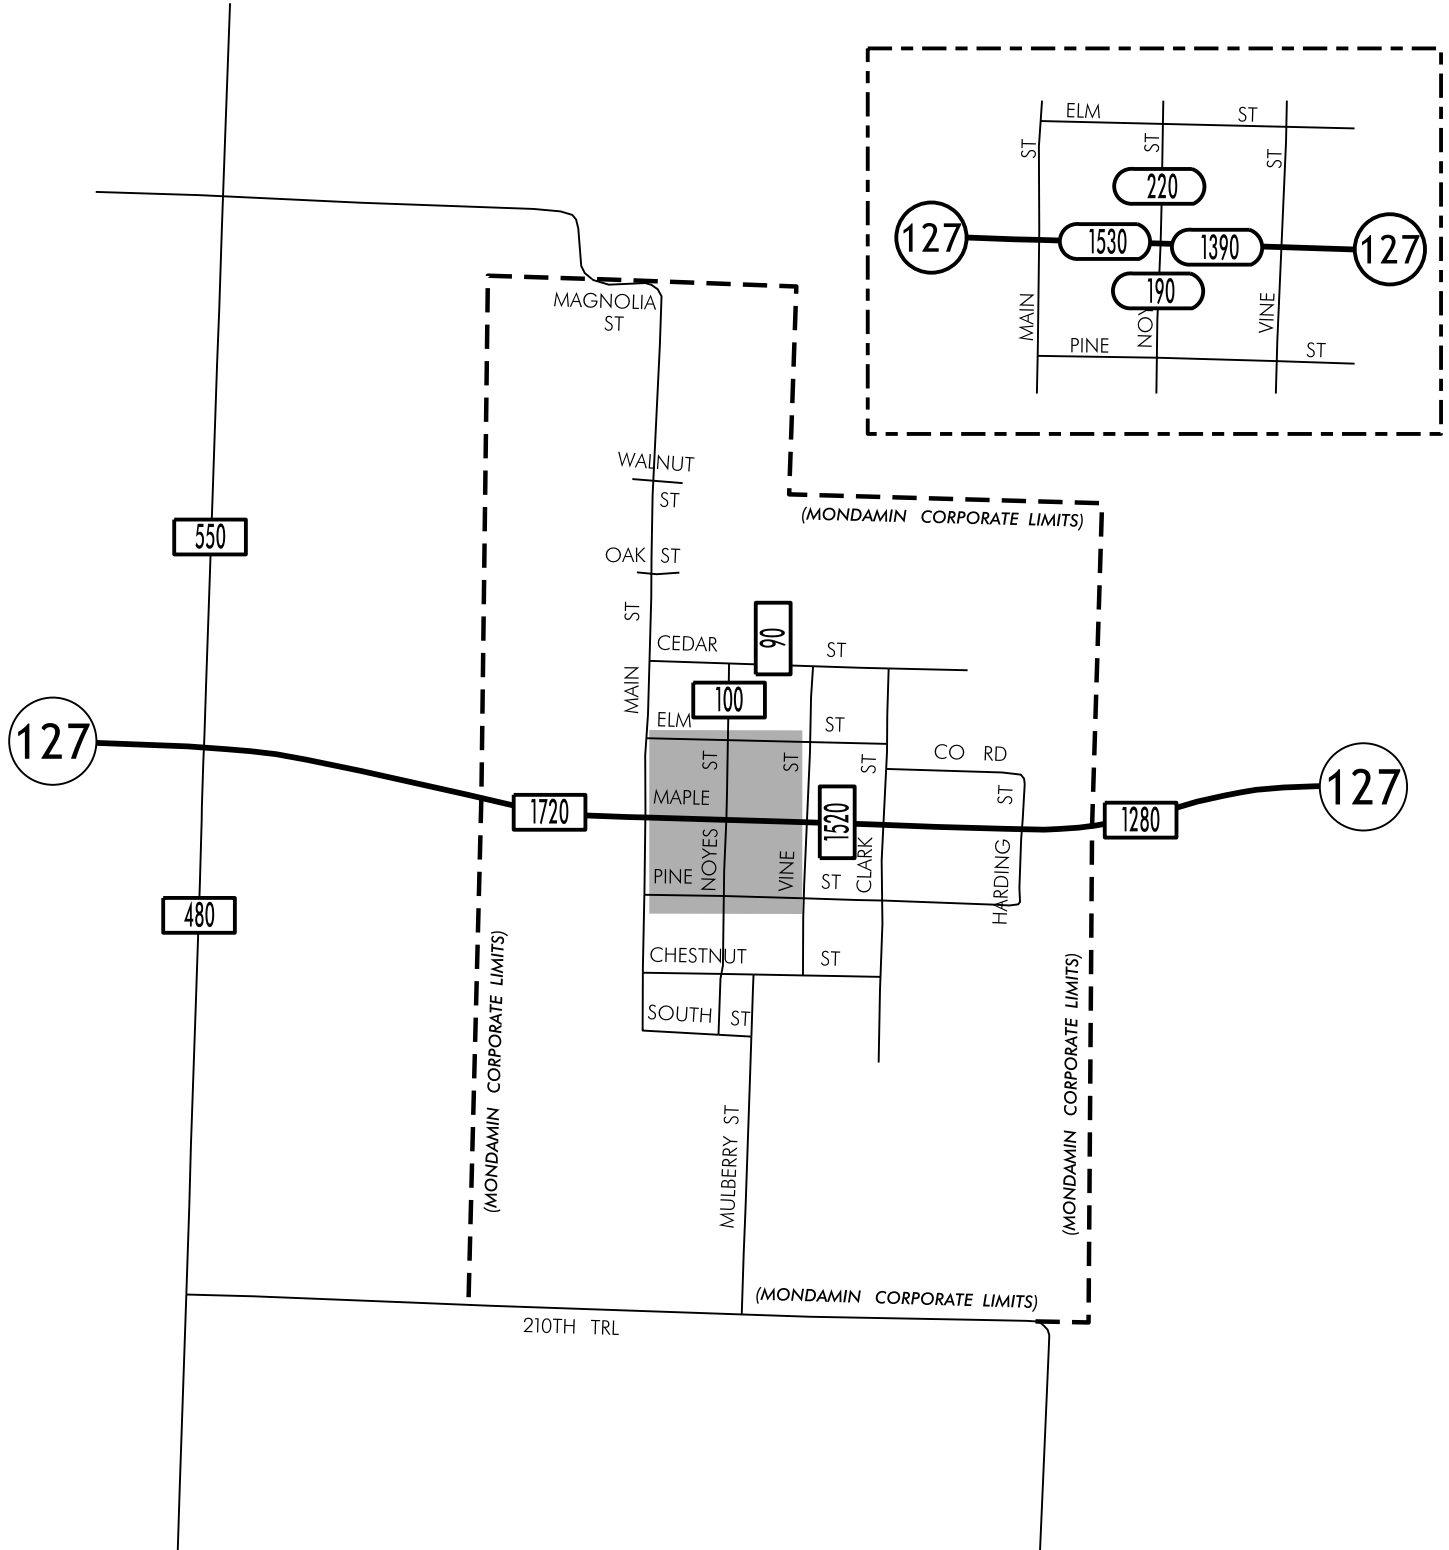 ELM ST
ST
ST
ST
220
127
1530
1390
127
190
MAIN
NOY
VINE
PINE ST
MAGNOLIA
ST
WALNUT
ST
(MONDAMIN CORPORATE LIMITS)
550
OAK ST
MAIN ST
90
CEDAR ST
100
ELM ST
127
NOYES ST
VINE ST
CLARK ST
CO RD
HARDING ST
MAPLE
1720
1520
1280
127
PINE ST
480
CHESTNUT ST
(MONDAMIN CORPORATE LIMITS)
(MONDAMIN CORPORATE LIMITS)
SOUTH ST
MULBERRY ST
(MONDAMIN CORPORATE LIMITS)
210TH TRL